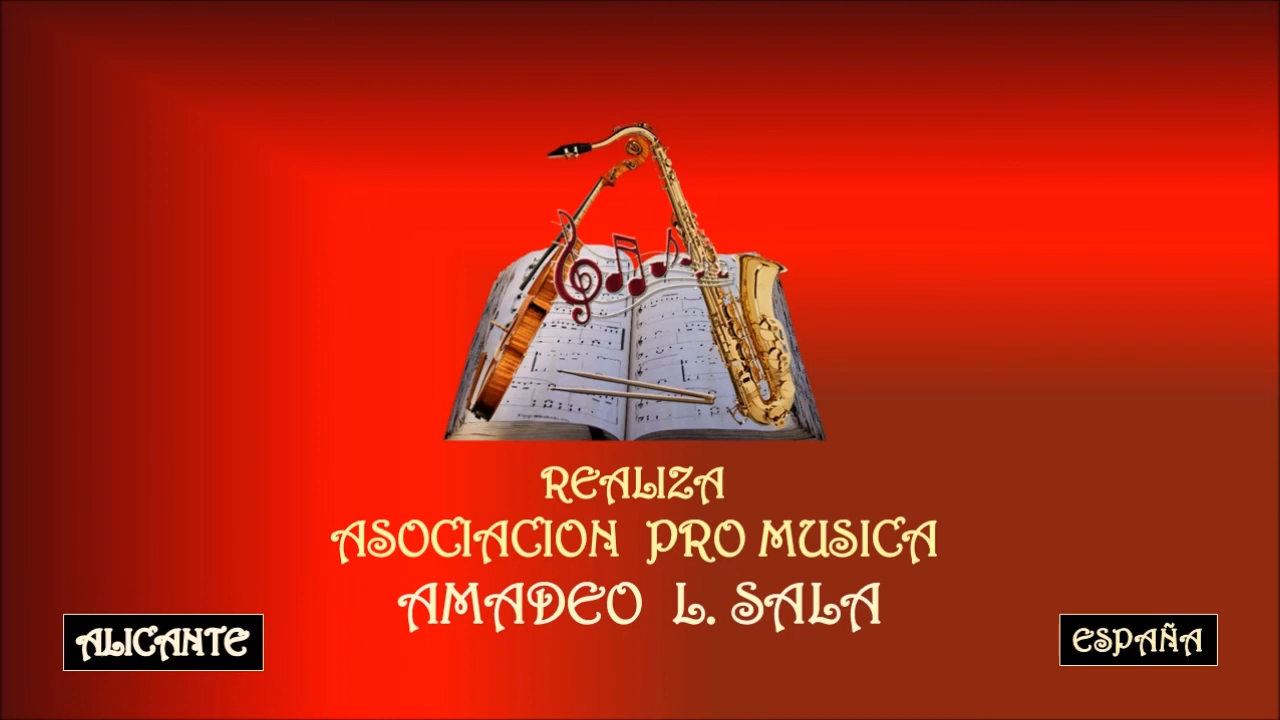 REALIZA
ASOCIACION PRO MUSICA
AMADEO L. SALA
ALICANTE
ESPAÑA